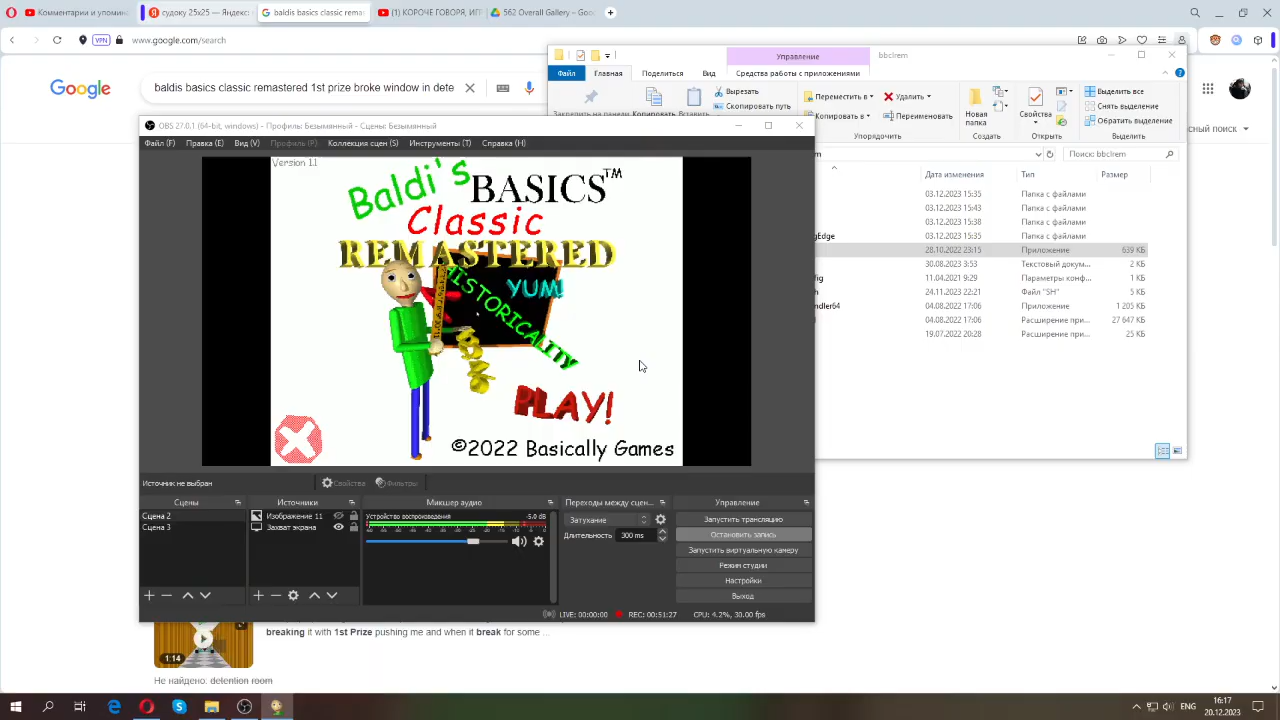 Комментарии и упомин
судоку 25x25 — Яндекс
baldis basics classic rema
(1) КОРОЧЕ ГОВОРЯ, ИГР
562 Overall Gallery – Goo
VPN
www.google.com/search
Google
baldis basics classic remastered 1st prize broke window in dete
Управление
bbclrem
Файл
Главная
Поделиться
Вид
Средства работы с приложениями
Вырезать
Скопировать путь
Закрепить на панели
Копировать
Вставить
Переместить в
Удалить
Переименовать
Упорядочить
Новая
папка
Создать
Свойства
Открыть
Выделить все
Снять выделение
Обратить выделение
Выделить
сный поиск
Поиск: bbclrem
Дата изменения
Тип
Размер
03.12.2023 15:35
Папка с файлами
03.12.2023 15:43
Папка с файлами
03.12.2023 15:38
Папка с файлами
ngEdge
03.12.2023 15:35
Папка с файлами
28.10.2022 23:15
Приложение
639 КБ
30.08.2023 3:53
Текстовый докум...
2 КБ
fig
11.04.2021 9:29
Параметры конф...
1 КБ
24.11.2023 22:21
Файл "SH"
5 КБ
ndler64
04.08.2022 17:06
Приложение
1 205 КБ
04.08.2022 17:06
Расширение при...
27 647 КБ
19.07.2022 20:28
Расширение при...
25 КБ
OBS 27.0.1 (64-bit, windows) - Профиль: Безымянный - Сцены: Безымянный
Файл (F)
Правка (E)
Вид (V)
Профиль (P)
Коллекция сцен (S)
Инструменты (T)
Справка (H)
Version 1.1
Baldi's BASICS™
Classic
REMASTERED
HISTORICALITY
YUM!
PLAY!
©2022 Basically Games
Источник не выбран
Свойства
Фильтры
Сцены
Источники
Микшер аудио
Переходы между сцен...
Управление
Сцена 2
Сцена 3
Изображение 11
Захват экрана
Устройство воспроизведения
-5.0 dB
Затухание
Длительность
300 ms
Запустить трансляцию
Остановить запись
Запустить виртуальную камеру
Режим студии
Настройки
Выход
LIVE: 00:00:00
REC: 00:51:27
CPU: 4.2%, 30.00 fps
1:14
breaking it with 1st Prize pushing me and when it break for some ...
Не найдено: detention room
ENG
16:17
20.12.2023